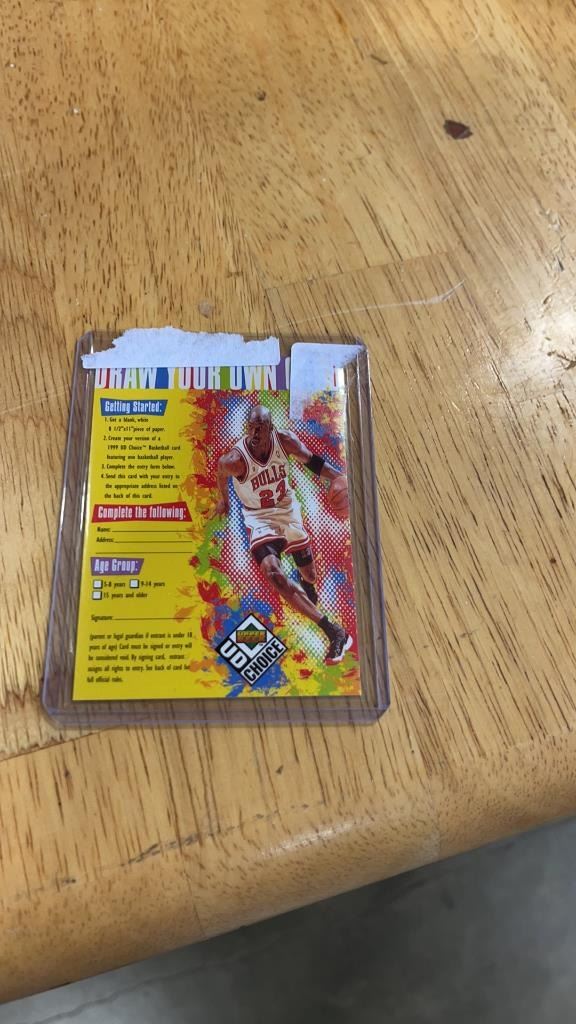 DRAW YOUR OWN
Getting Started:
1. Get a blank, white
8 1/2"x11"piece of paper.
2. Create your version of a
1999 UD Choice™ Basketball card
featuring one basketball player.
3. Complete the entry form below.
4. Send this card with your entry to
the appropriate address listed on
the back of this card.
Complete the following:
Name:
Address:
Age Group:
5-8 years 9-14 years
15 years and older
Signature:
(parent or legal guardian if entrant is under 18
years of age) Card must be signed or entry will
be considered void. By signing card, entrant
assigns all rights to entry. See back of card for
full official rules.
BULLS
23
UPPER
DECK
UD CHOICE